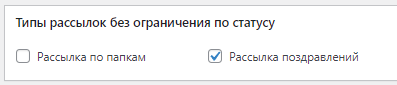 Типы рассылок без ограничения по статусу
Рассылка по папкам Рассылка поздравлений